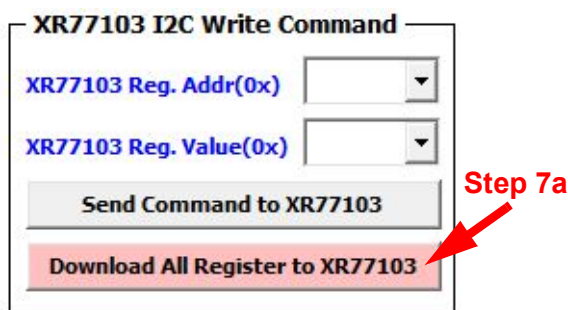 XR77103 I2C Write Command
XR77103 Reg. Addr(0x)
XR77103 Reg. Value(0x)
Send Command to XR77103
Step 7a
Download All Register to XR77103